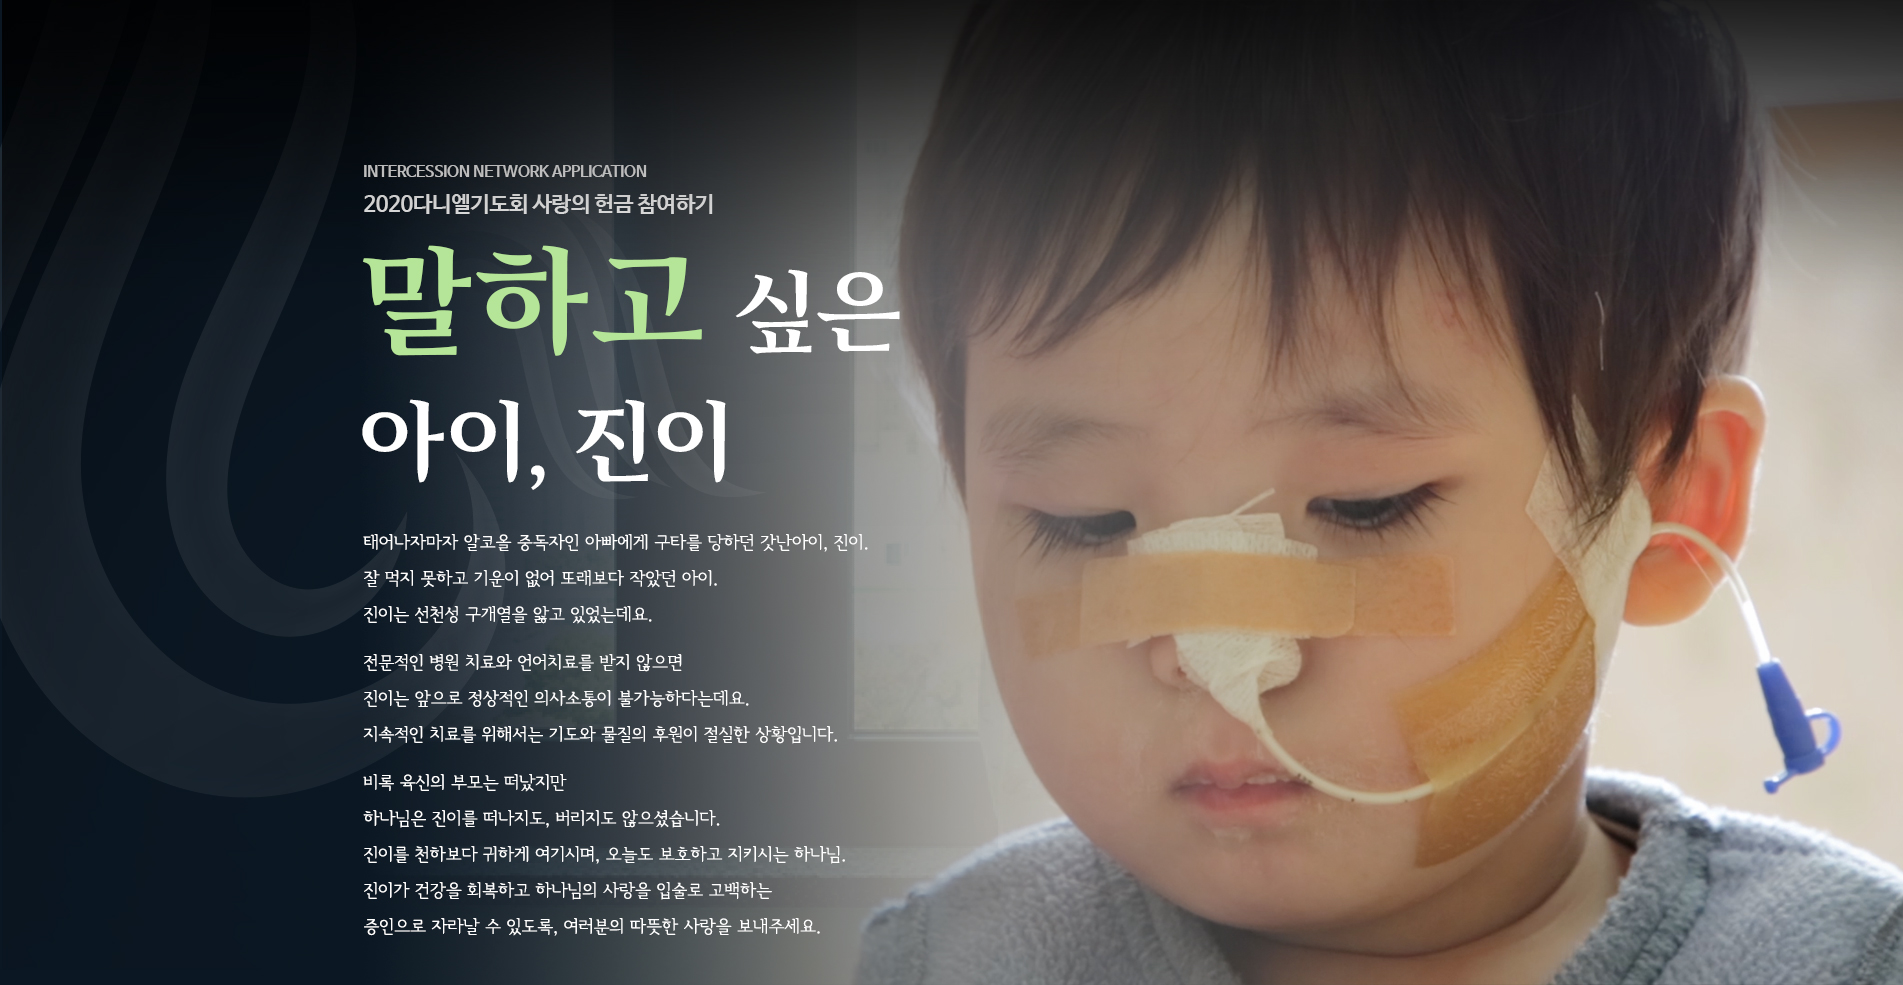 INTERCESSION NETWORK APPLICATION
2020다니엘기도회 사랑의 헌금 참여하기
말하고 싶은
아이, 진이
태어나자마자 알코올 중독자인 아빠에게 구타를 당하던 갓난아이, 진이.
잘 먹지 못하고 기운이 없어 또래보다 작았던 아이.
진이는 선천성 구개열을 앓고 있었는데요.
전문적인 병원 치료와 언어치료를 받지 않으면
진이는 앞으로 정상적인 의사소통이 불가능하다는데요.
지속적인 치료를 위해서는 기도와 물질의 후원이 절실한 상황입니다.
비록 육신의 부모는 떠났지만
하나님은 진이를 떠나지도, 버리지도 않으셨습니다.
진이를 천하보다 귀하게 여기시며, 오늘도 보호하고 지키시는 하나님.
진이가 건강을 회복하고 하나님의 사랑을 입술로 고백하는
증인으로 자라날 수 있도록, 여러분의 따뜻한 사랑을 보내주세요.